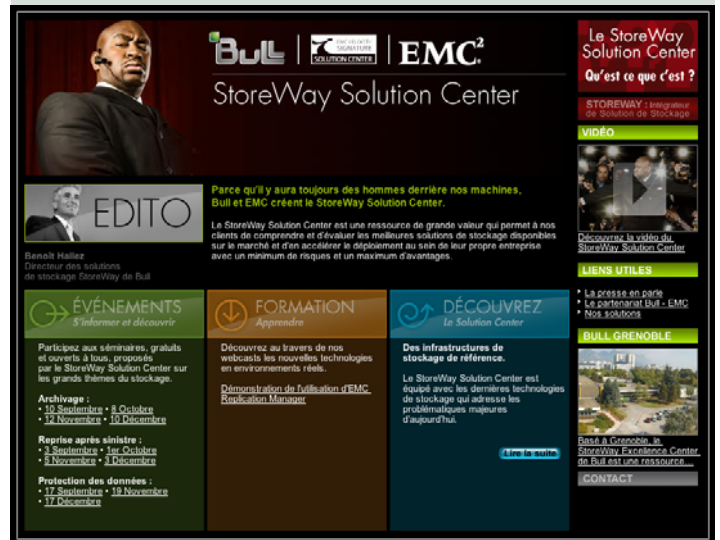 Bull
SIGNATURE
SOLUTION CENTER
EMC²
StoreWay Solution Center
Le StoreWay
Solution Center
Qu'est ce que c'est ?
STOREWAY : Intégrateur
de Solution de Stockage
VIDÉO
Découvrez la vidéo du
StoreWay Solution Center
LIENS UTILES
La presse en parle
Le partenariat Bull - EMC
Nos solutions
BULL GRENOBLE
Basé à Grenoble, le
StoreWay Excellence Center
de Bull est une ressource....
CONTACT
EDITO
Benoît Hallez
Directeur des solutions
de stockage StoreWay de Bull
Parce qu'il y aura toujours des hommes derrière nos machines,
Bull et EMC créent le StoreWay Solution Center.
Le StoreWay Solution Center est une ressource de grande valeur qui permet à nos
clients de comprendre et d'évaluer les meilleures solutions de stockage disponibles
sur le marché et d'en accélérer le déploiement au sein de leur propre entreprise
avec un minimum de risques et un maximum d'avantages.
ÉVÉNEMENTS
S'informer et découvrir
Participez aux séminaires, gratuits
et ouverts à tous, proposés
par le StoreWay Solution Center sur
les grands thèmes du stockage.
Archivage :
• 10 Septembre • 8 Octobre
• 12 Novembre • 10 Décembre
Reprise après sinistre :
• 3 Septembre • 1er Octobre
• 5 Novembre • 3 Décembre
Protection des données :
• 17 Septembre • 19 Novembre
• 17 Décembre
FORMATION
Apprendre
Découvrez au travers de nos
webcasts les nouvelles technologies
en environnements réels.
Démonstration de l'utilisation d'EMC
Replication Manager
DÉCOUVREZ
le Solution Center
Des infrastructures de
stockage de référence.
Le StoreWay Solution Center est
équipé avec les dernières technologies
de stockage qui adresse les
problématiques majeures
d'aujourd'hui.
Lire la suite